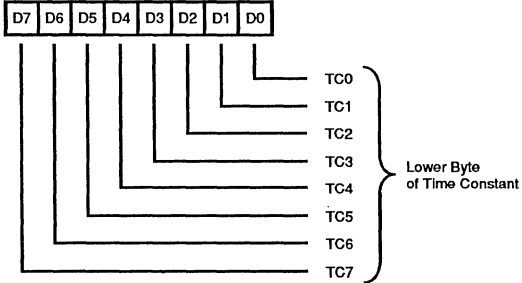 D7 D6 D5 D4 D3 D2 D1 D0
TC0
TC1
TC2
TC3
TC4
TC5
TC6
TC7
Lower Byte
of Time Constant